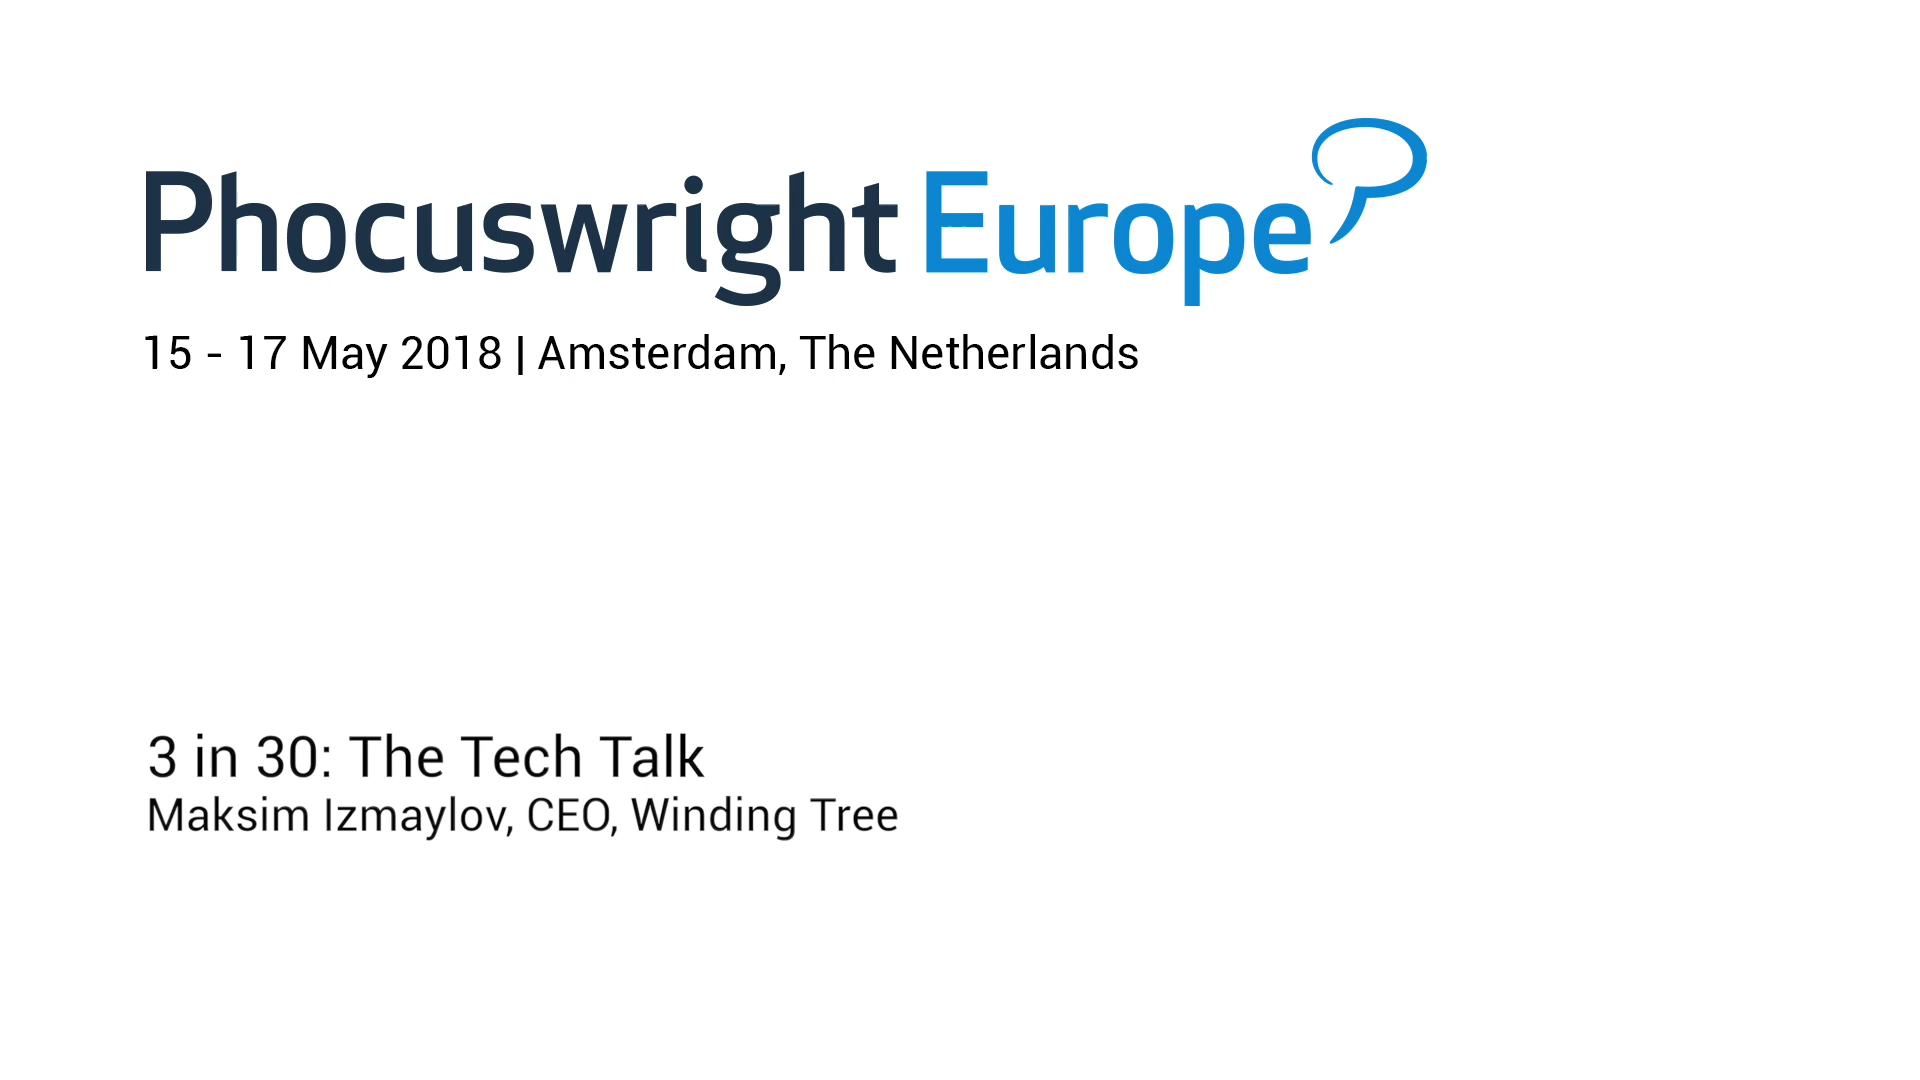 Phocuswright Europe
15 - 17 May 2018 | Amsterdam, The Netherlands
3 in 30: The Tech Talk
Maksim Izmaylov, CEO, Winding Tree